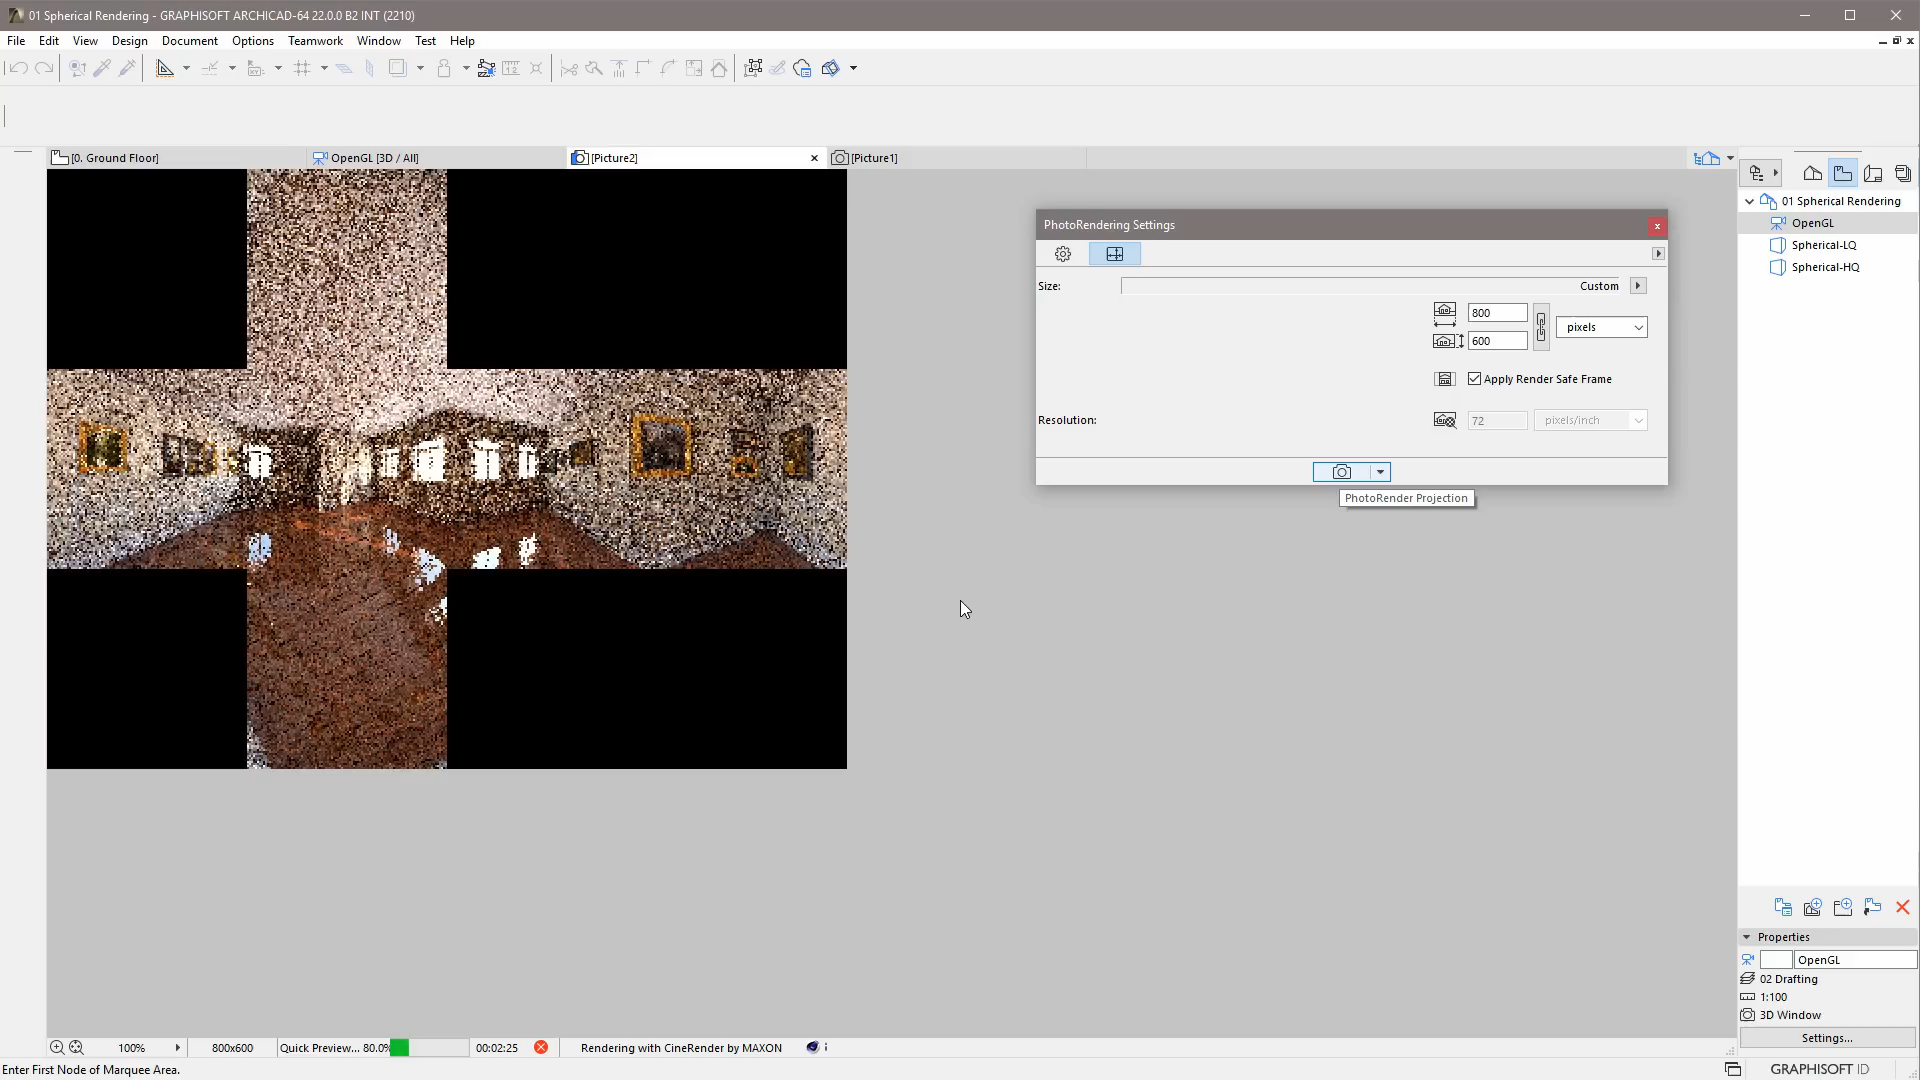 01 Spherical Rendering - GRAPHISOFT ARCHICAD-64 22.0.0 B2 INT (2210)
File Edit View Design Document Options Teamwork Window Test Help
[0. Ground Floor]
OpenGL [3D / All]
[Picture2]
[Picture1]
01 Spherical Rendering
OpenGL
Spherical-LQ
Spherical-HQ
PhotoRendering Settings
Size:
Custom
800
600
pixels
Apply Render Safe Frame
Resolution:
72
pixels/inch
PhotoRender Projection
Properties
OpenGL
02 Drafting
1:100
3D Window
Settings...
100%
800x600
Quick Preview... 80.0%
00:02:25
Rendering with CineRender by MAXON
i
Enter First Node of Marquee Area.
GRAPHISOFT ID